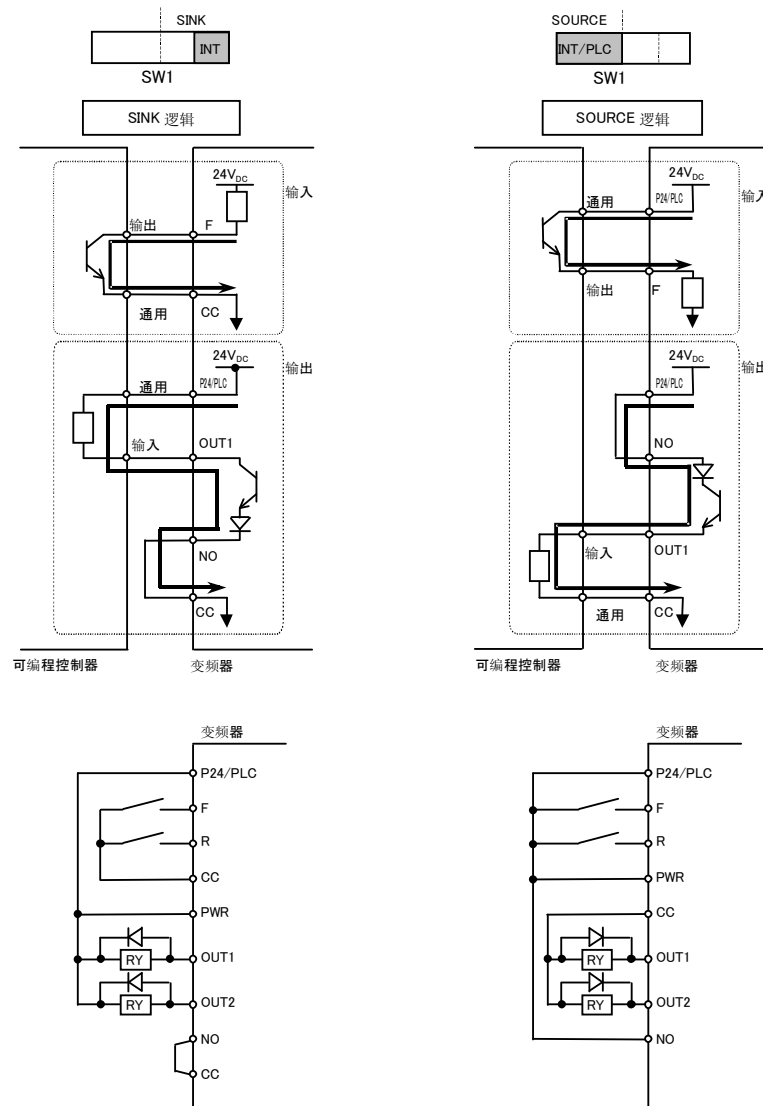 SINK
INT
SW1
SINK 逻辑
24VDC
输入
输出
F
通用
CC
24VDC
输出
通用
P24/PLC
输入
OUT1
NO
CC
可编程控制器
变频器
SOURCE
INT/PLC
SW1
SOURCE 逻辑
24VDC
输入
通用
P24/PLC
输出
F
24VDC
输出
P24/PLC
NO
输入
OUT1
通用
CC
可编程控制器
变频器
变频器
P24/PLC
F
R
CC
PWR
RY
OUT1
RY
OUT2
NO
CC
变频器
P24/PLC
F
R
PWR
CC
RY
OUT1
RY
OUT2
NO